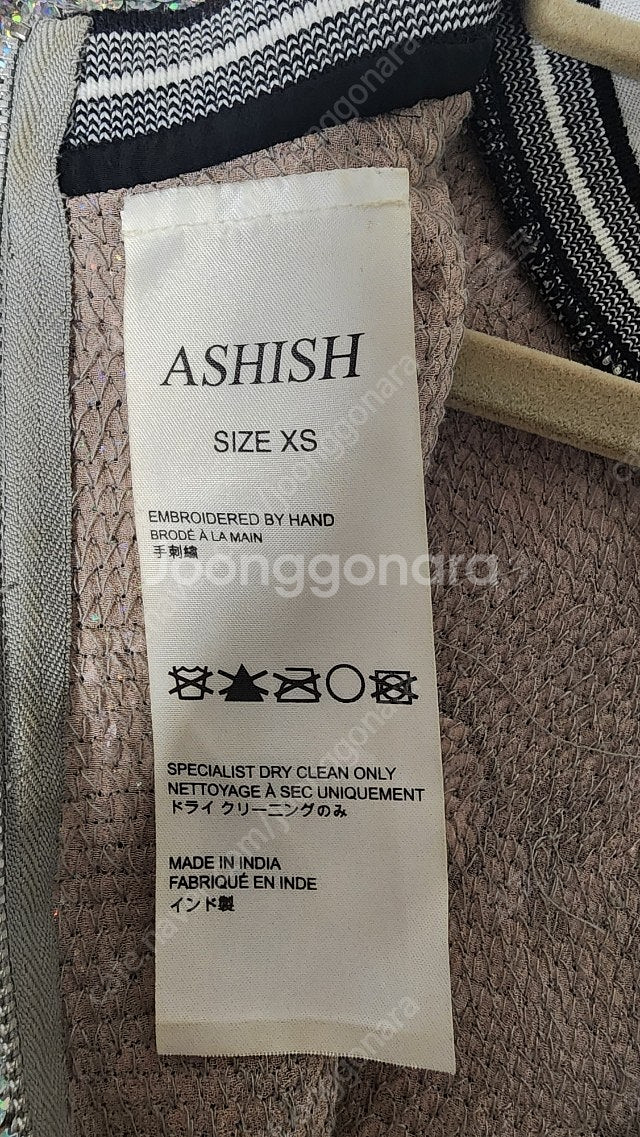 ASHISH
SIZE XS
EMBROIDERED BY HAND
BRODÉ À LA MAIN
手刺繍
Joonggonara
SPECIALIST DRY CLEAN ONLY
NETTOYAGE À SEC UNIQUEMENT
ドライ クリーニングのみ
MADE IN INDIA
FABRIQUÉ EN INDE
インド製